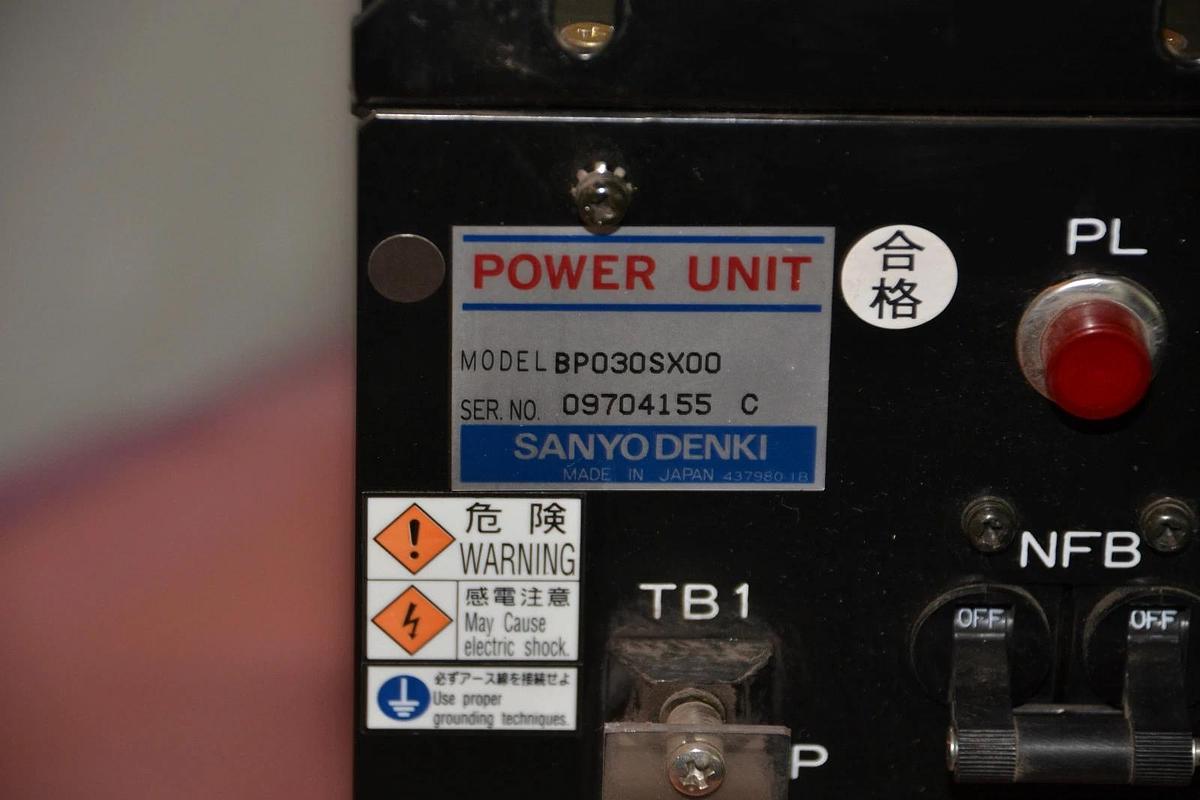 POWER UNIT
MODEL BP030SX00
SER. NO. 09704155 C
SANYO DENKI
MADE IN JAPAN 437980-1B
合格
PL
危険
WARNING
感電注意
May Cause
electric shock.
必ずアース線を接続せよ
Use proper
grounding techniques.
TB1
P
NFB
OFF OFF